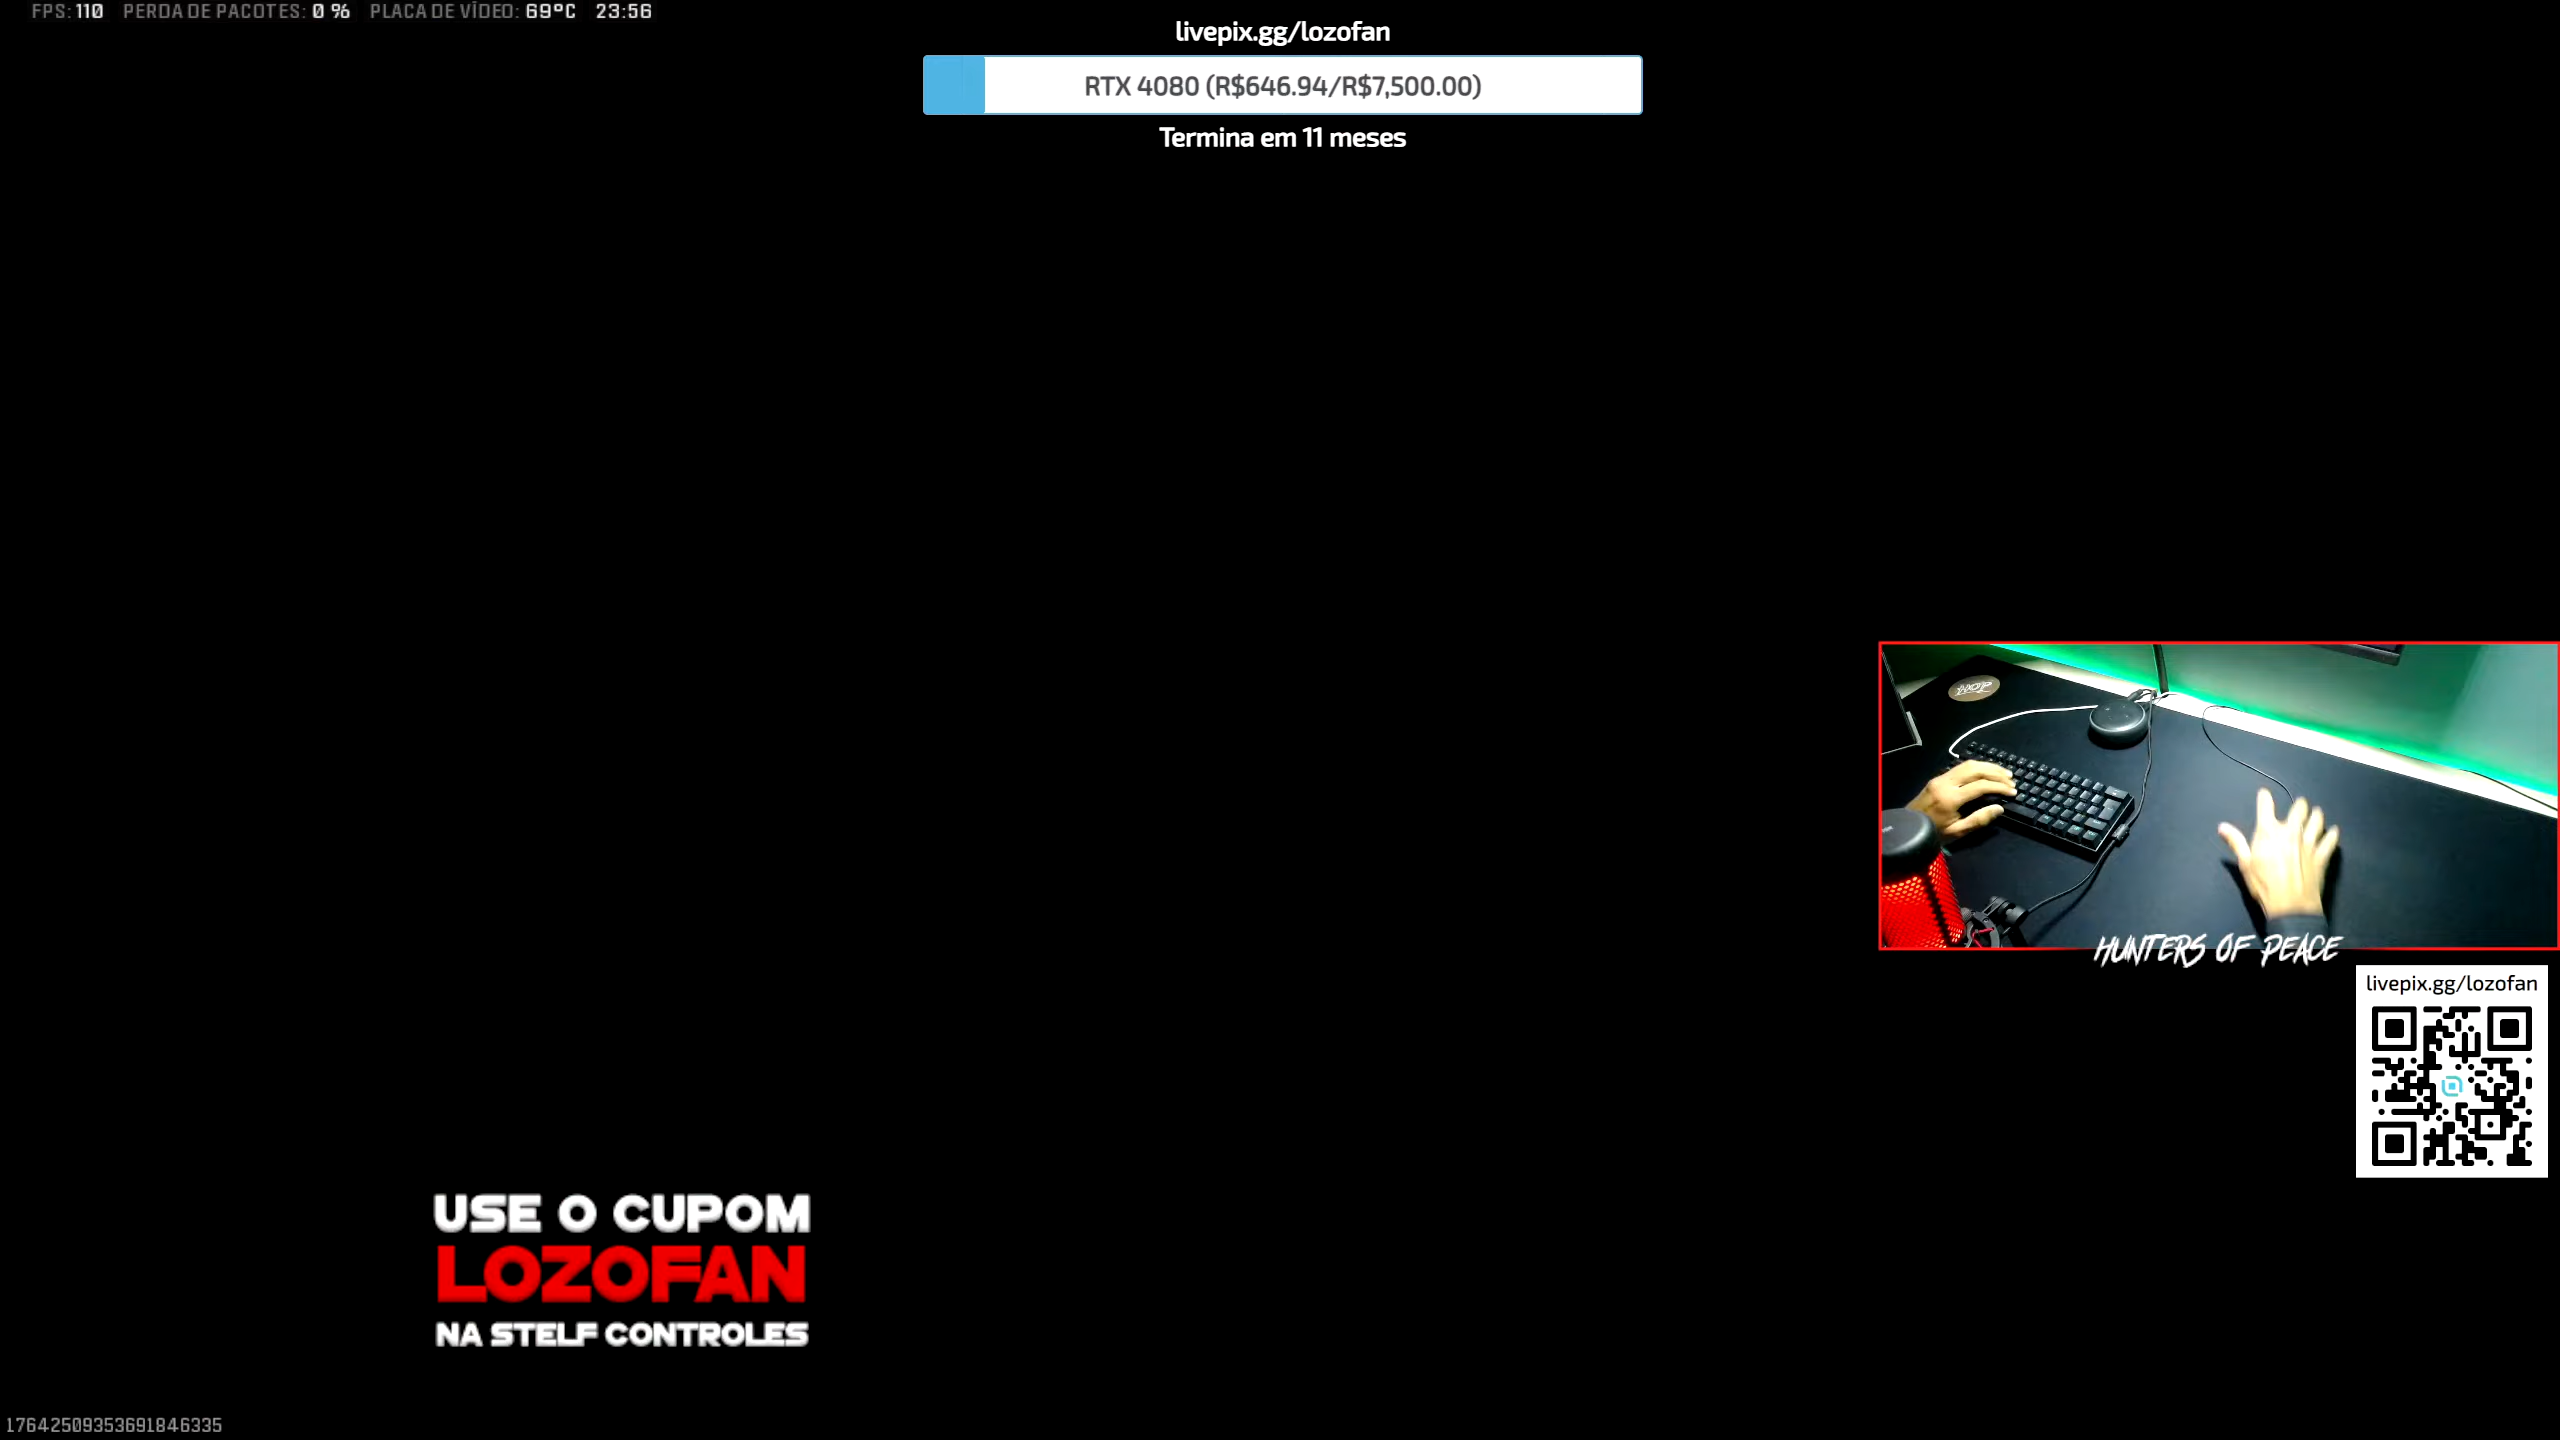 FPS: 110 PERDA DE PACOTES: 0 % PLACA DE VÍDEO: 69°C 23:56
livepix.gg/lozofan
RTX 4080 (R$646.94/R$7,500.00)
Termina em 11 meses
HUNTERS OF PEACE
livepix.gg/lozofan
USE O CUPOM
LOZOFAN
NA STELF CONTROLES
17642509353691846335